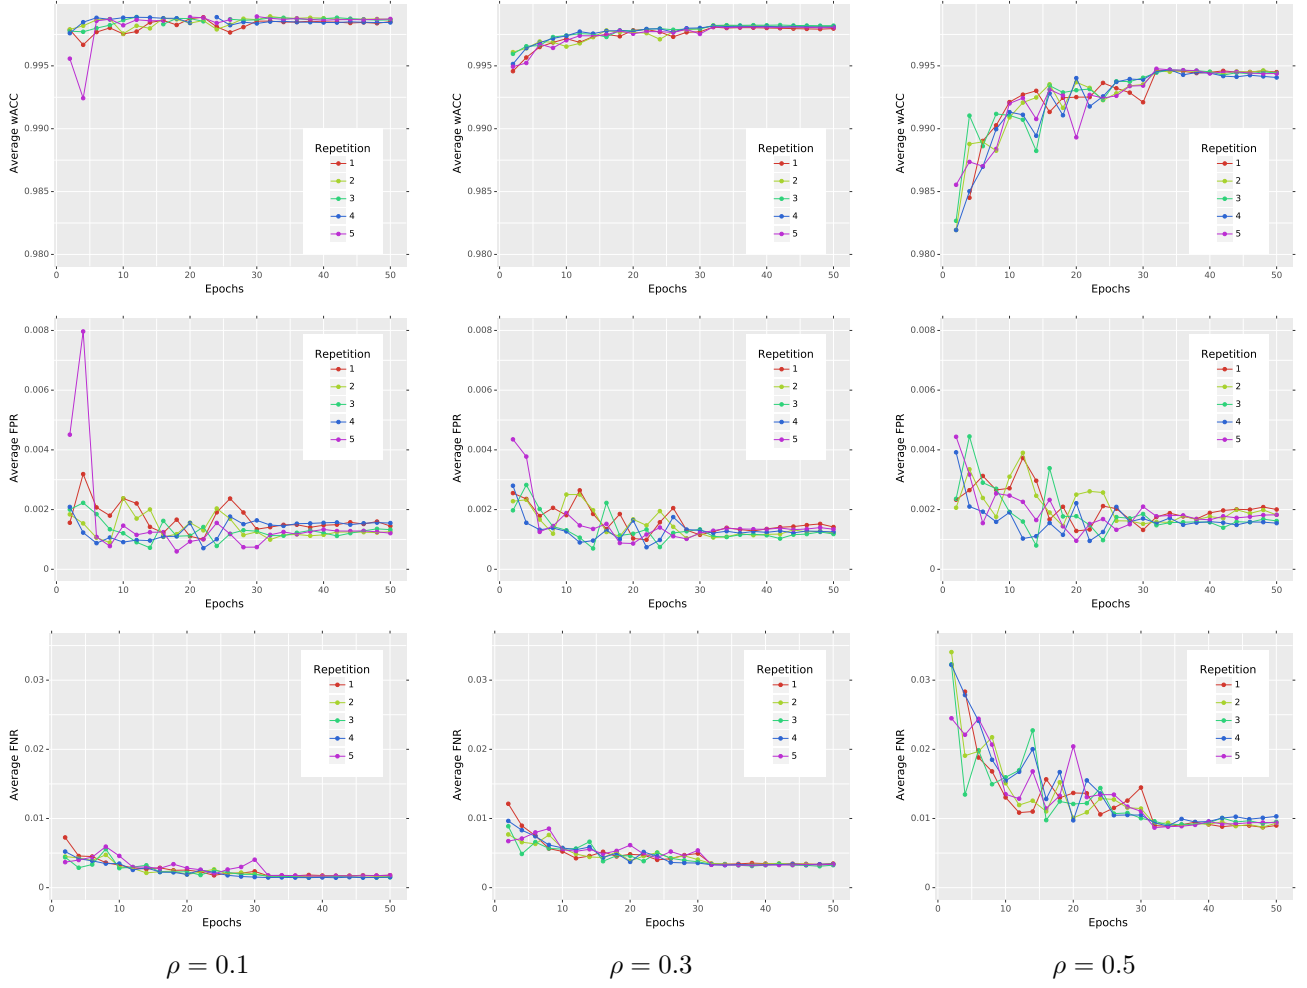 Average wACC
0.995
0.990
0.985
0.980
0 10 20 30 40 50
Epochs
Repetition
1
2
3
4
5
Average wACC
0.995
0.990
0.985
0.980
0 10 20 30 40 50
Epochs
Repetition
1
2
3
4
5
Average wACC
0.995
0.990
0.985
0.980
0 10 20 30 40 50
Epochs
Repetition
1
2
3
4
5
Average FPR
0.008
0.006
0.004
0.002
0
0 10 20 30 40 50
Epochs
Repetition
1
2
3
4
5
Average FPR
0.008
0.006
0.004
0.002
0
0 10 20 30 40 50
Epochs
Repetition
1
2
3
4
5
Average FPR
0.008
0.006
0.004
0.002
0
0 10 20 30 40 50
Epochs
Repetition
1
2
3
4
5
Average FNR
0.03
0.02
0.01
0
0 10 20 30 40 50
Epochs
Repetition
1
2
3
4
5
Average FNR
0.03
0.02
0.01
0
0 10 20 30 40 50
Epochs
Repetition
1
2
3
4
5
Average FNR
0.03
0.02
0.01
0
0 10 20 30 40 50
Epochs
Repetition
1
2
3
4
5
ρ = 0.1
ρ = 0.3
ρ = 0.5